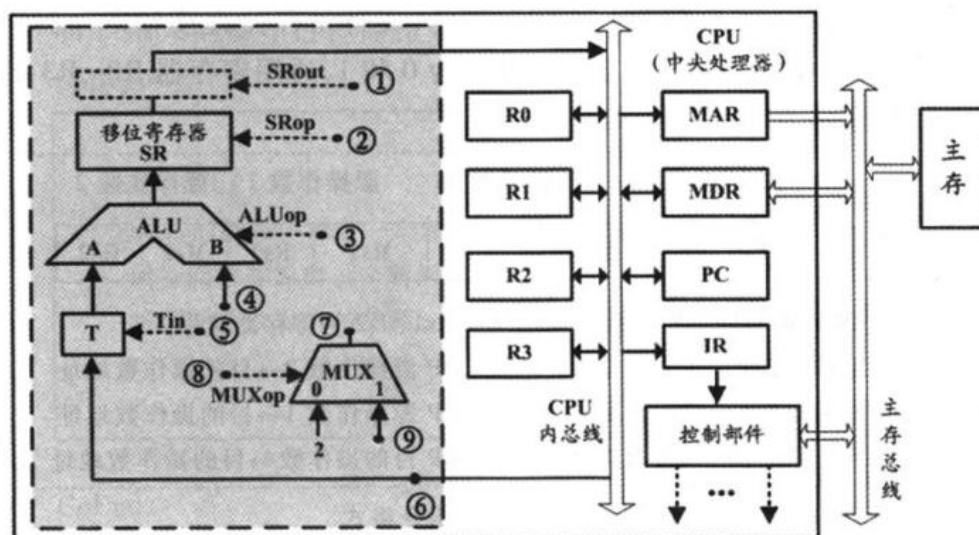 CPU
(中央处理器)
SRout
①
移位寄存器
SR
SRop
②
R0
MAR
主存
R1
MDR
ALU
ALUop
③
A
B
④
R2
PC
T
Tin
⑤
⑦
R3
IR
⑧
MUXop
MUX
0
1
2
⑨
CPU
内总线
控制部件
主存总线
⑥
...